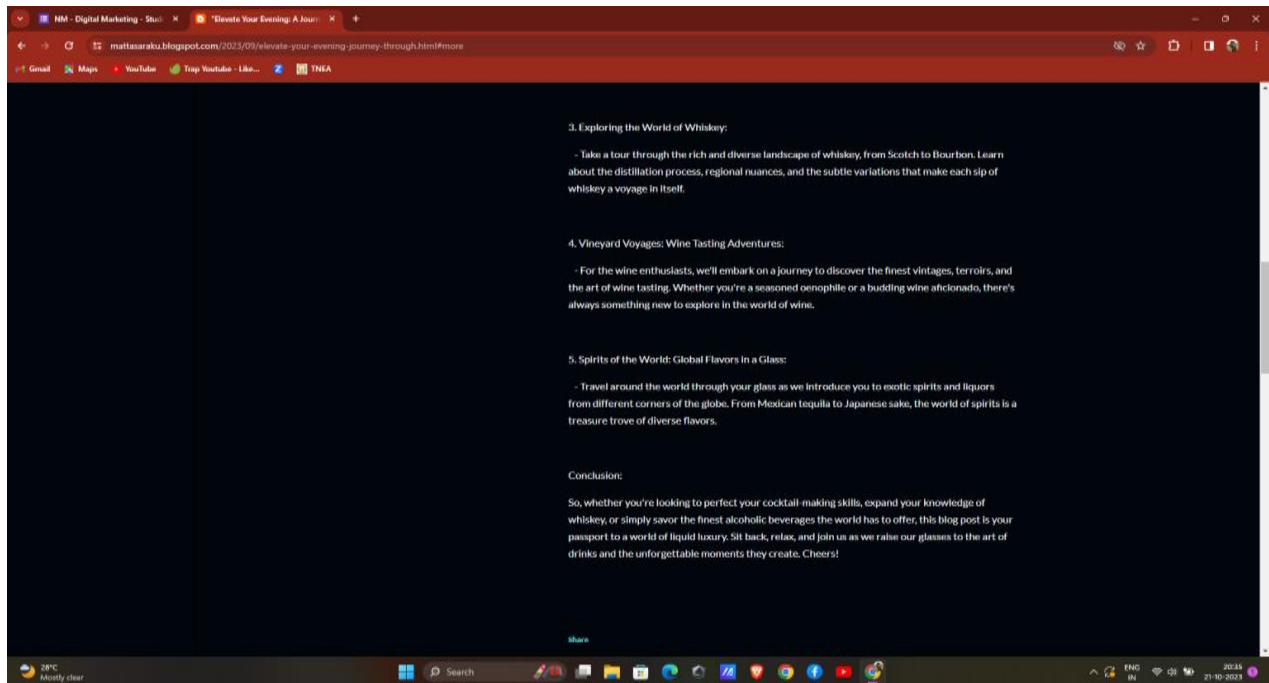 NM - Digital Marketing - Stud
"Elevate Your Evening: A Journ
mattasaraku.blogspot.com/2023/09/elevate-your-evening-journey-through.html#more
Gmail Maps YouTube Trap Youtube - Like... TNEA
3. Exploring the World of Whiskey:
- Take a tour through the rich and diverse landscape of whiskey, from Scotch to Bourbon. Learn
about the distillation process, regional nuances, and the subtle variations that make each sip of
whiskey a voyage in itself.
4. Vineyard Voyages: Wine Tasting Adventures:
- For the wine enthusiasts, we'll embark on a journey to discover the finest vintages, terroirs, and
the art of wine tasting. Whether you're a seasoned oenophile or a budding wine aficionado, there's
always something new to explore in the world of wine.
5. Spirits of the World: Global Flavors in a Glass:
- Travel around the world through your glass as we introduce you to exotic spirits and liquors
from different corners of the globe. From Mexican tequila to Japanese sake, the world of spirits is a
treasure trove of diverse flavors.
Conclusion:
So, whether you're looking to perfect your cocktail-making skills, expand your knowledge of
whiskey, or simply savor the finest alcoholic beverages the world has to offer, this blog post is your
passport to a world of liquid luxury. Sit back, relax, and join us as we raise our glasses to the art of
drinks and the unforgettable moments they create. Cheers!
Share
28°C
Mostly clear
Search
ENG
IN
20:35
21-10-2023